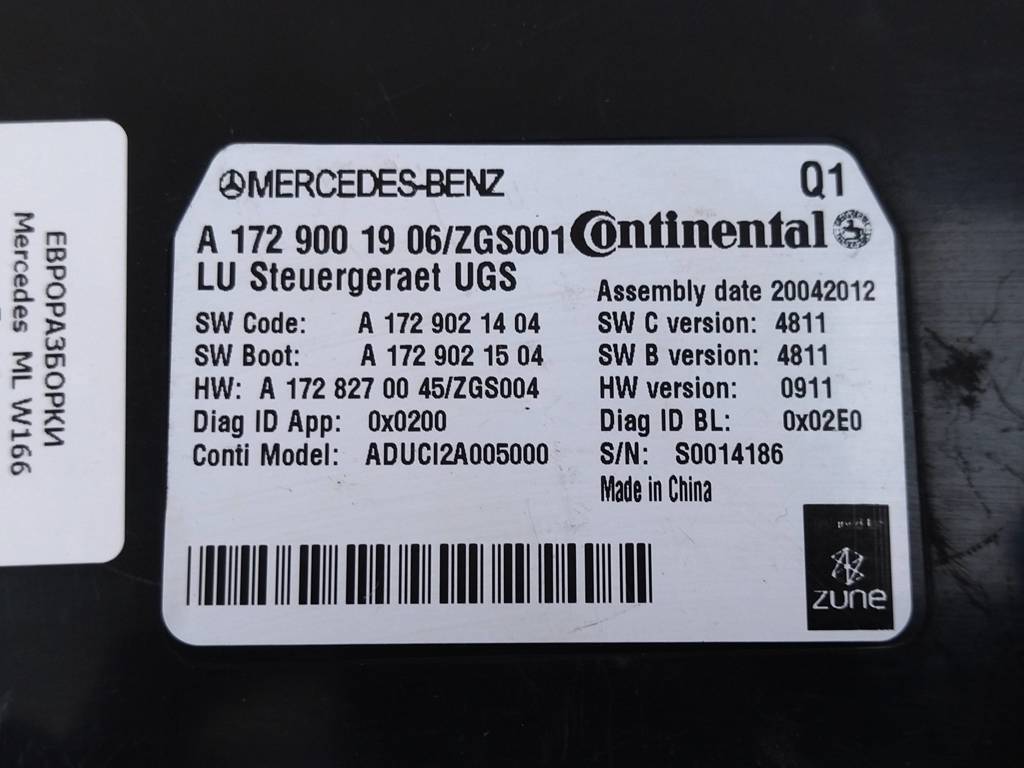 ЕВРОРАЗБОРКИ
Mercedes ML W166
MERCEDES-BENZ
Q1
A 172 900 19 06/ZGS001
Continental
LU Steuergeraet UGS
Assembly date 20042012
SW Code: A 172 902 14 04
SW C version: 4811
SW Boot: A 172 902 15 04
SW B version: 4811
HW: A 172 827 00 45/ZGS004
HW version: 0911
Diag ID App: 0x0200
Diag ID BL: 0x02E0
Conti Model: ADUCI2A005000
S/N: S0014186
Made in China
zune